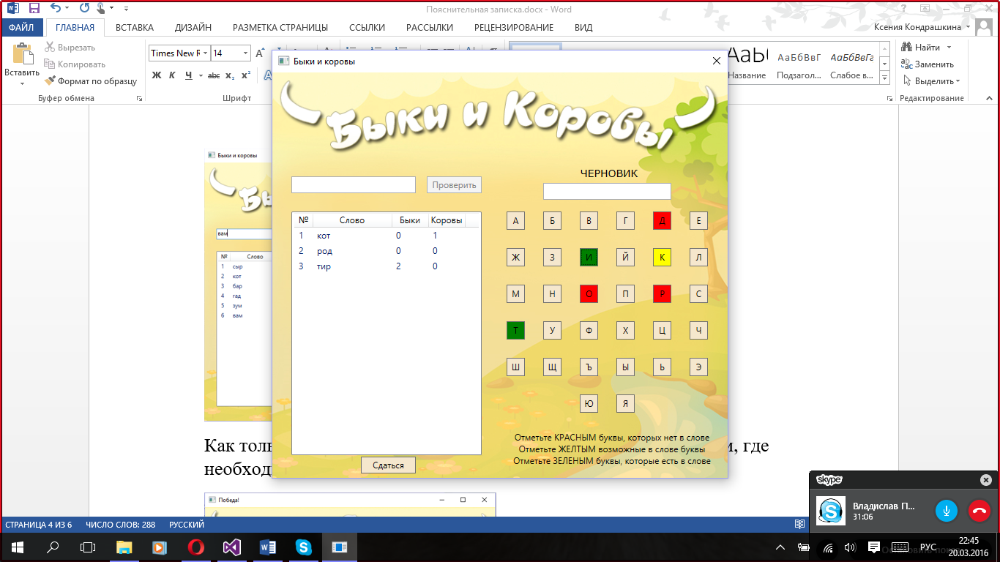 Пояснительная записка.docx - Word
ФАЙЛ ГЛАВНАЯ ВСТАВКА ДИЗАЙН РАЗМЕТКА СТРАНИЦЫ ССЫЛКИ РАССЫЛКИ РЕЦЕНЗИРОВАНИЕ ВИД Ксения Кондрашкина
Вставить
Вырезать
Копировать
Формат по образцу
Буфер обмена
Times New R 14
Ж К Ч abc x₂ x²
Шрифт
Название
АаБбВвГ
Подзагол...
АаБбВвГг
Слабое в...
Найти
Заменить
Выделить
Редактирование
Быки и коровы
вам
№ Слово
1 сыр
2 кот
3 бар
4 гад
5 зум
6 вам
Быки и коровы
Быки и Коровы
Проверить
ЧЕРНОВИК
№ Слово Быки Коровы
1 кот 0 1
2 род 0 0
3 тир 2 0
А Б В Г Д Е
Ж З И Й К Л
М Н О П Р С
Т У Ф Х Ц Ч
Ш Щ Ъ Ы Ь Э
Ю Я
Отметьте КРАСНЫМ буквы, которых нет в слове
Отметьте ЖЕЛТЫМ возможные в слове буквы
Отметьте ЗЕЛЕНЫМ буквы, которые есть в слове
Сдаться
где
Победа!
skype
Владислав П...
31:06
СТРАНИЦА 4 ИЗ 6 ЧИСЛО СЛОВ: 288 РУССКИЙ
РУС
22:45
20.03.2016